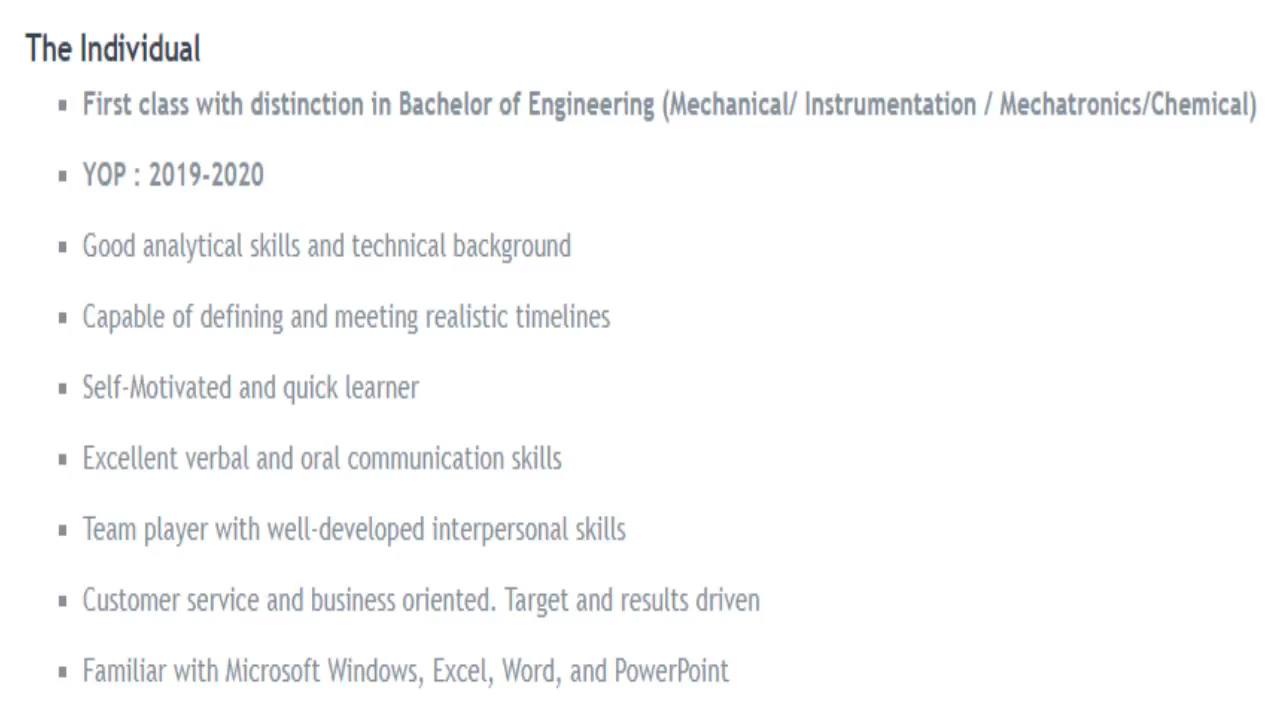 The Individual
▪ First class with distinction in Bachelor of Engineering (Mechanical/ Instrumentation / Mechatronics/Chemical)
▪ YOP : 2019-2020
▪ Good analytical skills and technical background
▪ Capable of defining and meeting realistic timelines
▪ Self-Motivated and quick learner
▪ Excellent verbal and oral communication skills
▪ Team player with well-developed interpersonal skills
▪ Customer service and business oriented. Target and results driven
▪ Familiar with Microsoft Windows, Excel, Word, and PowerPoint